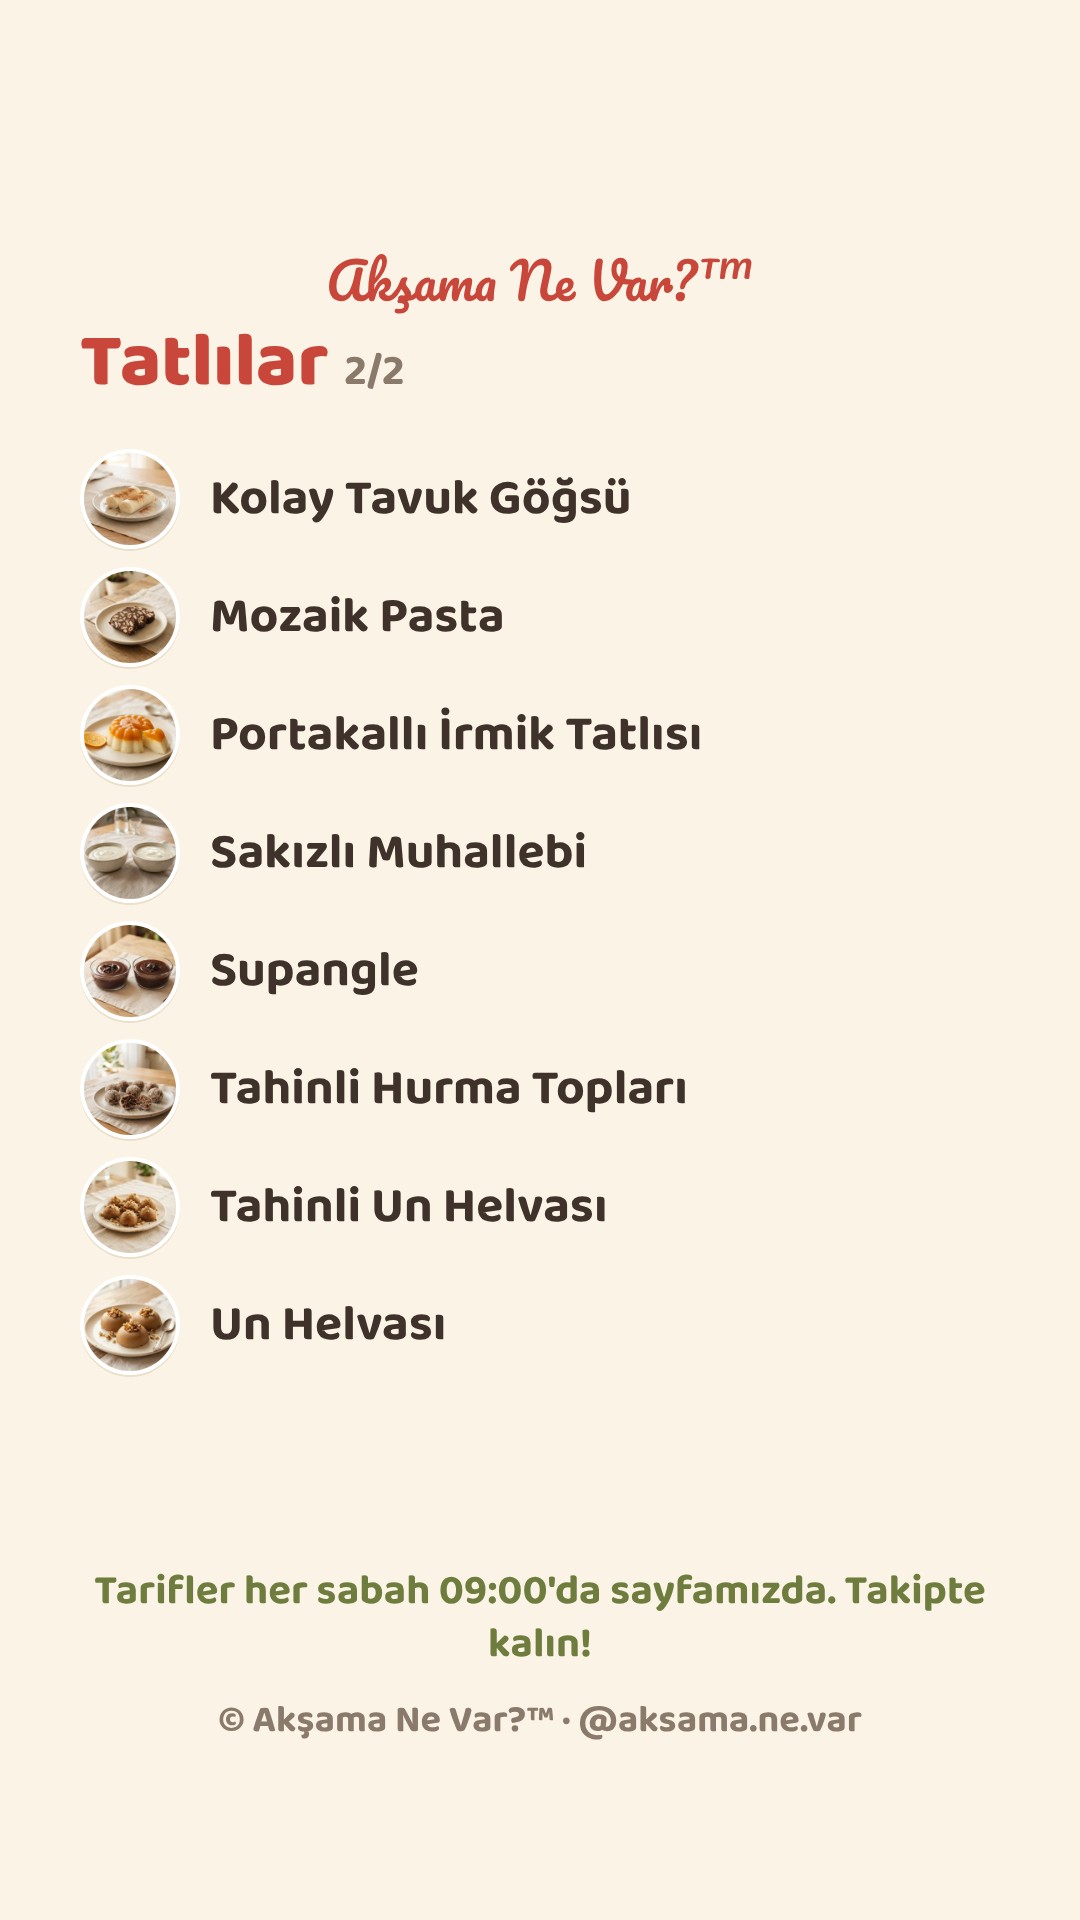 Akşama Ne Var?™
Tatlılar 2/2
Kolay Tavuk Göğsü
Mozaik Pasta
Portakallı İrmik Tatlısı
Sakızlı Muhallebi
Supangle
Tahinli Hurma Topları
Tahinli Un Helvası
Un Helvası
Tarifler her sabah 09:00'da sayfamızda. Takipte
kalın!
© Akşama Ne Var?™ · @aksama.ne.var